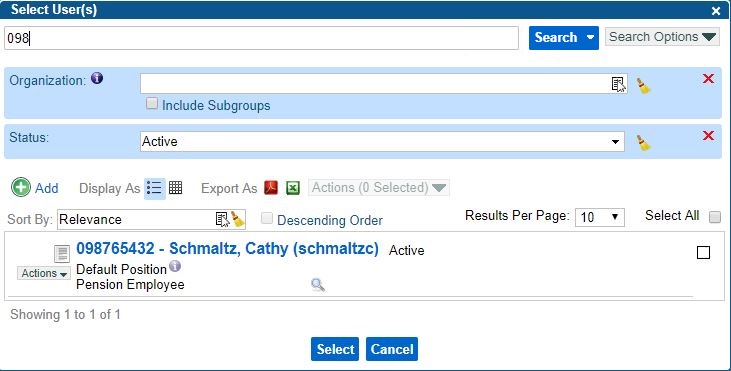 Select User(s)
098
Search
Search Options
Organization:
Include Subgroups
Status:
Active
Add Display As Export As Actions (0 Selected)
Sort By: Relevance Descending Order Results Per Page: 10 Select All
098765432 - Schmaltz, Cathy (schmaltzc) Active
Actions Default Position
Pension Employee
Showing 1 to 1 of 1
Select Cancel